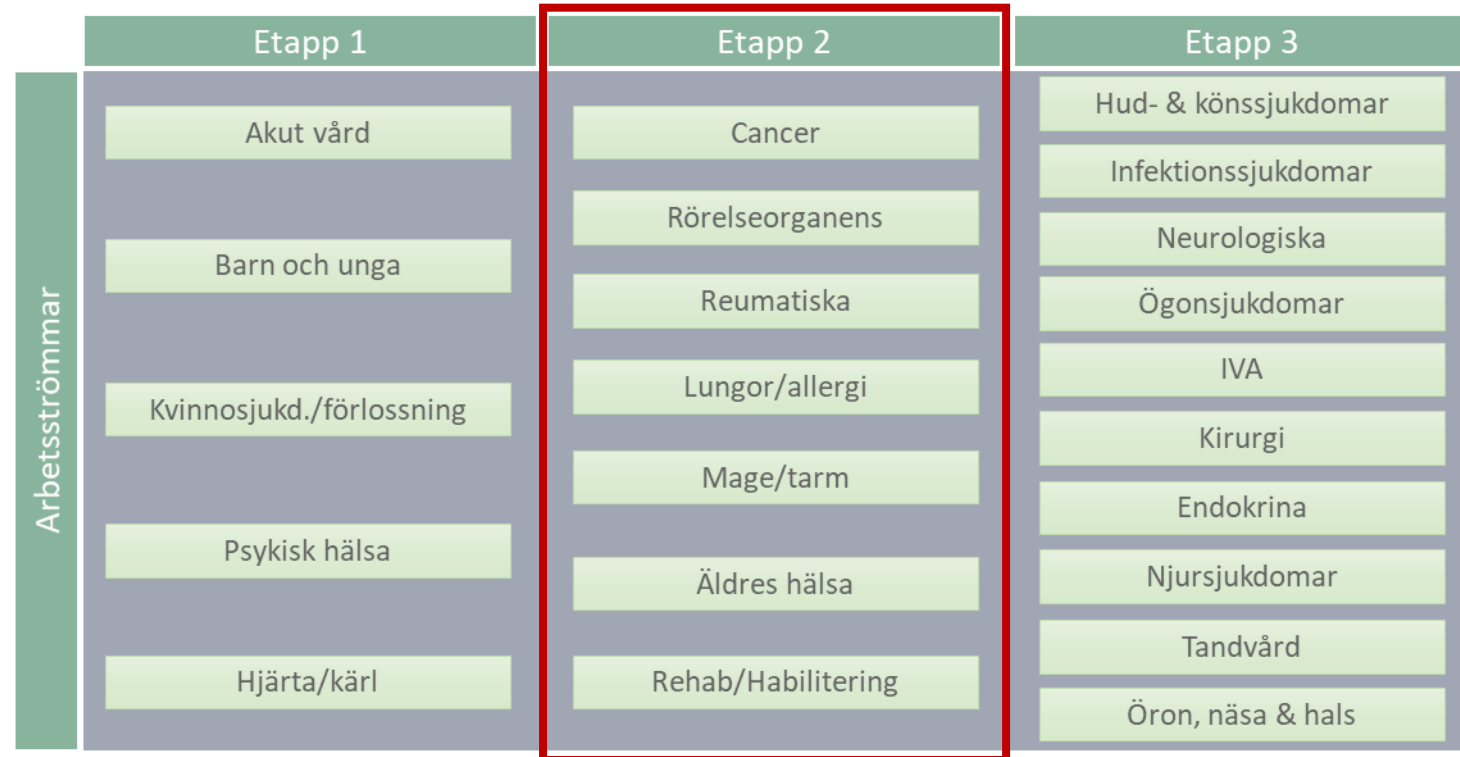 Etapp 1
Etapp 2
Etapp 3
Arbetsströmmar
Akut vård
Barn och unga
Kvinnosjukd./förlossning
Psykisk hälsa
Hjärta/kärl
Cancer
Rörelseorganens
Reumatiska
Lungor/allergi
Mage/tarm
Äldres hälsa
Rehab/Habilitering
Hud- & könssjukdomar
Infektionssjukdomar
Neurologiska
Ögonsjukdomar
IVA
Kirurgi
Endokrina
Njursjukdomar
Tandvård
Öron, näsa & hals